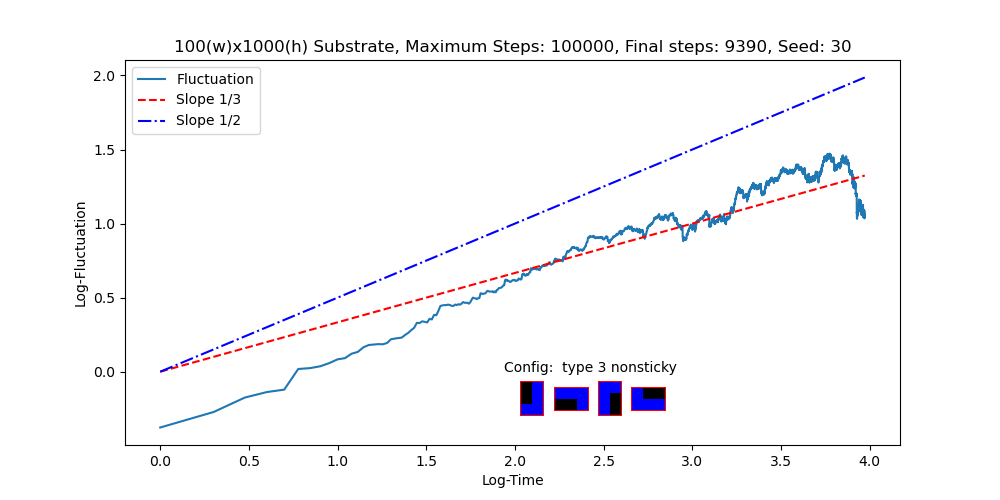 100(w)x1000(h) Substrate, Maximum Steps: 100000, Final steps: 9390, Seed: 30
Fluctuation
Slope 1/3
Slope 1/2
2.0
1.5
1.0
0.5
0.0
Log-Fluctuation
Config:  type 3 nonsticky
0.0 0.5 1.0 1.5 2.0 2.5 3.0 3.5 4.0
Log-Time